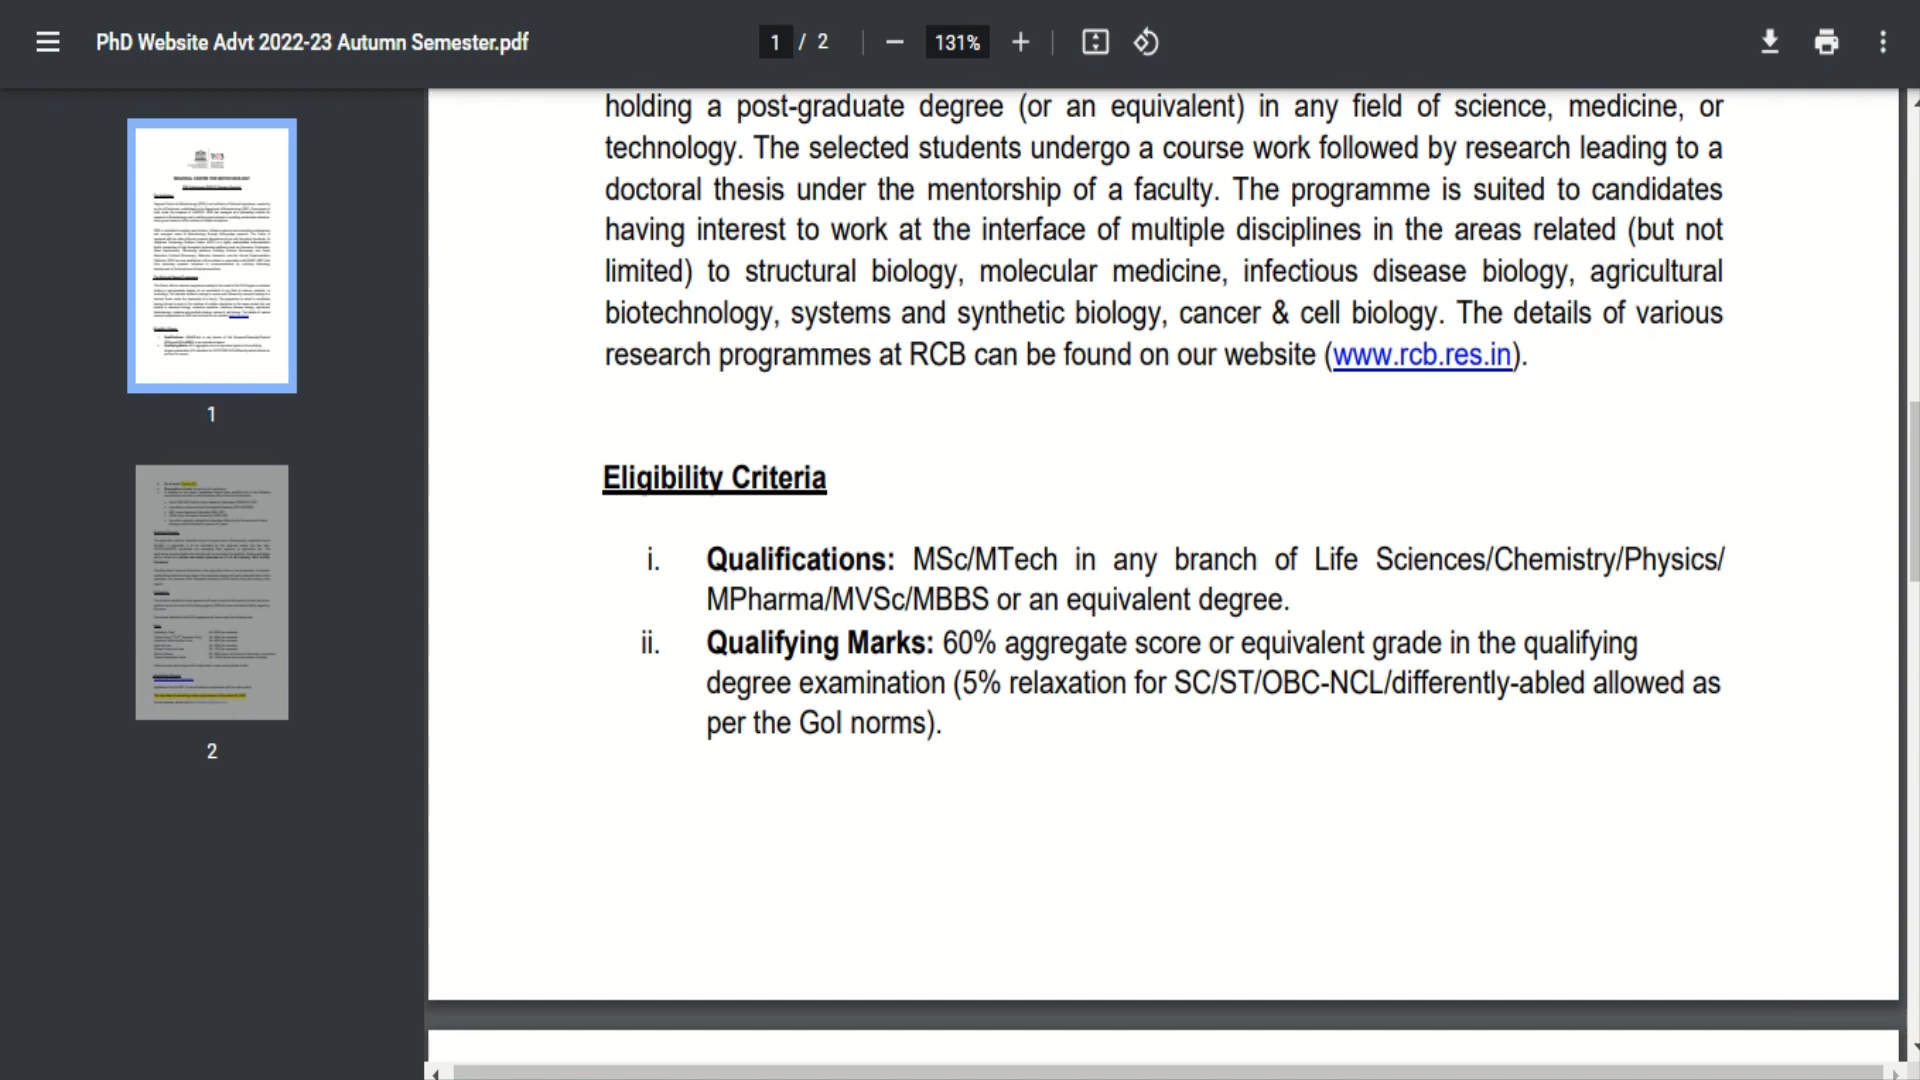 PhD Website Advt 2022-23 Autumn Semester.pdf
1 / 2
131%
holding a post-graduate degree (or an equivalent) in any field of science, medicine, or
technology. The selected students undergo a course work followed by research leading to a
doctoral thesis under the mentorship of a faculty. The programme is suited to candidates
having interest to work at the interface of multiple disciplines in the areas related (but not
limited) to structural biology, molecular medicine, infectious disease biology, agricultural
biotechnology, systems and synthetic biology, cancer & cell biology. The details of various
research programmes at RCB can be found on our website (www.rcb.res.in).
Eligibility Criteria
i. Qualifications: MSc/MTech in any branch of Life Sciences/Chemistry/Physics/
MPharma/MVSc/MBBS or an equivalent degree.
ii. Qualifying Marks: 60% aggregate score or equivalent grade in the qualifying
degree examination (5% relaxation for SC/ST/OBC-NCL/differently-abled allowed as
per the GoI norms).
1
2